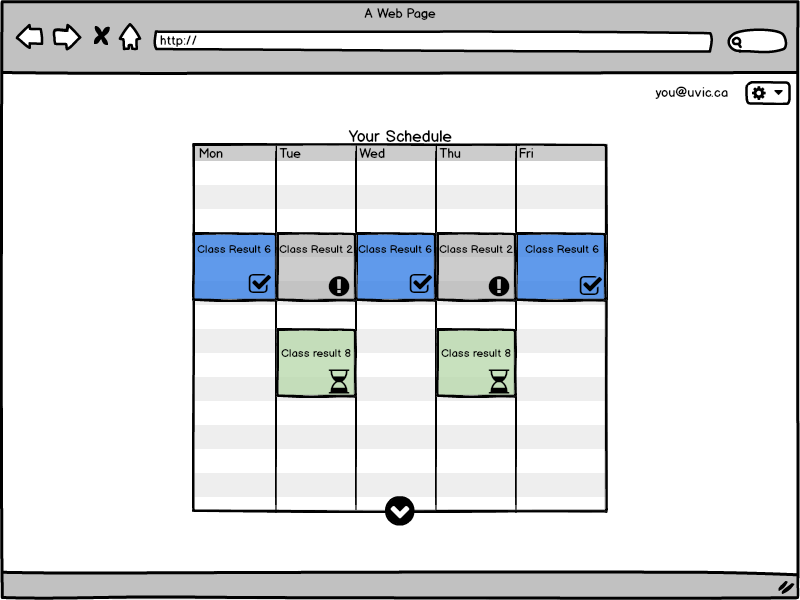 A Web Page
http://
you@uvic.ca
Your Schedule
Mon Tue Wed Thu Fri
Class Result 6 Class Result 2 Class Result 6 Class Result 2 Class Result 6
Class result 8 Class result 8